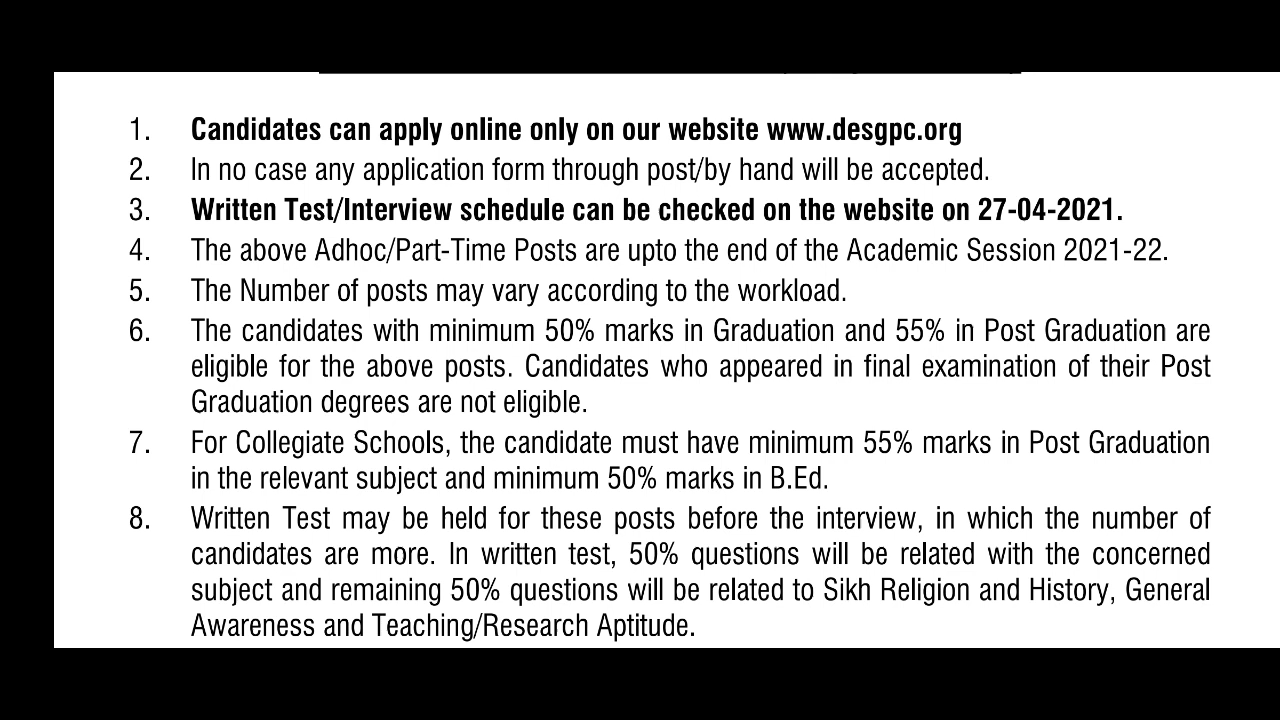 1. Candidates can apply online only on our website www.desgpc.org
2. In no case any application form through post/by hand will be accepted.
3. Written Test/Interview schedule can be checked on the website on 27-04-2021.
4. The above Adhoc/Part-Time Posts are upto the end of the Academic Session 2021-22.
5. The Number of posts may vary according to the workload.
6. The candidates with minimum 50% marks in Graduation and 55% in Post Graduation are
eligible for the above posts. Candidates who appeared in final examination of their Post
Graduation degrees are not eligible.
7. For Collegiate Schools, the candidate must have minimum 55% marks in Post Graduation
in the relevant subject and minimum 50% marks in B.Ed.
8. Written Test may be held for these posts before the interview, in which the number of
candidates are more. In written test, 50% questions will be related with the concerned
subject and remaining 50% questions will be related to Sikh Religion and History, General
Awareness and Teaching/Research Aptitude.